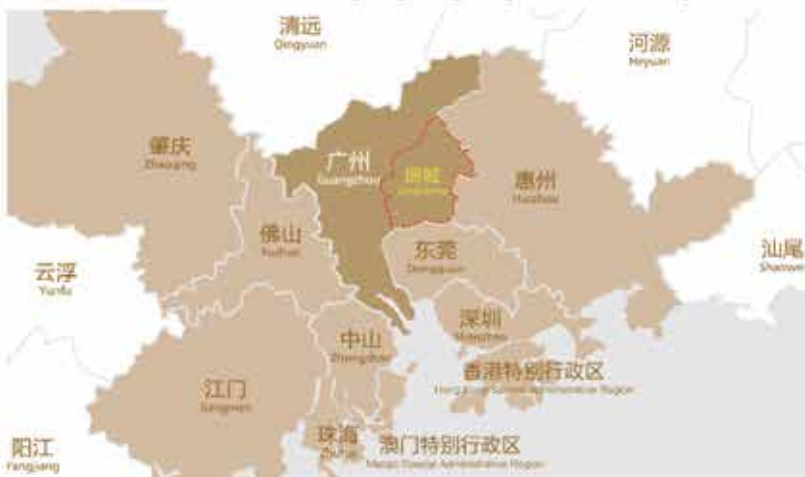 清远
Qingyuan
河源
Heyuan
肇庆
Zhaoqing
广州
Guangzhou
增城
惠州
Huizhou
佛山
Foshan
东莞
Dongguan
云浮
Yunfu
汕尾
Shanwei
深圳
Shenzhen
中山
Zhongshan
香港特别行政区
Hong Kong Special Administrative Region
江门
Jiangmen
珠海
Zhuhai
澳门特别行政区
Macao Special Administrative Region
阳江
Yangjiang